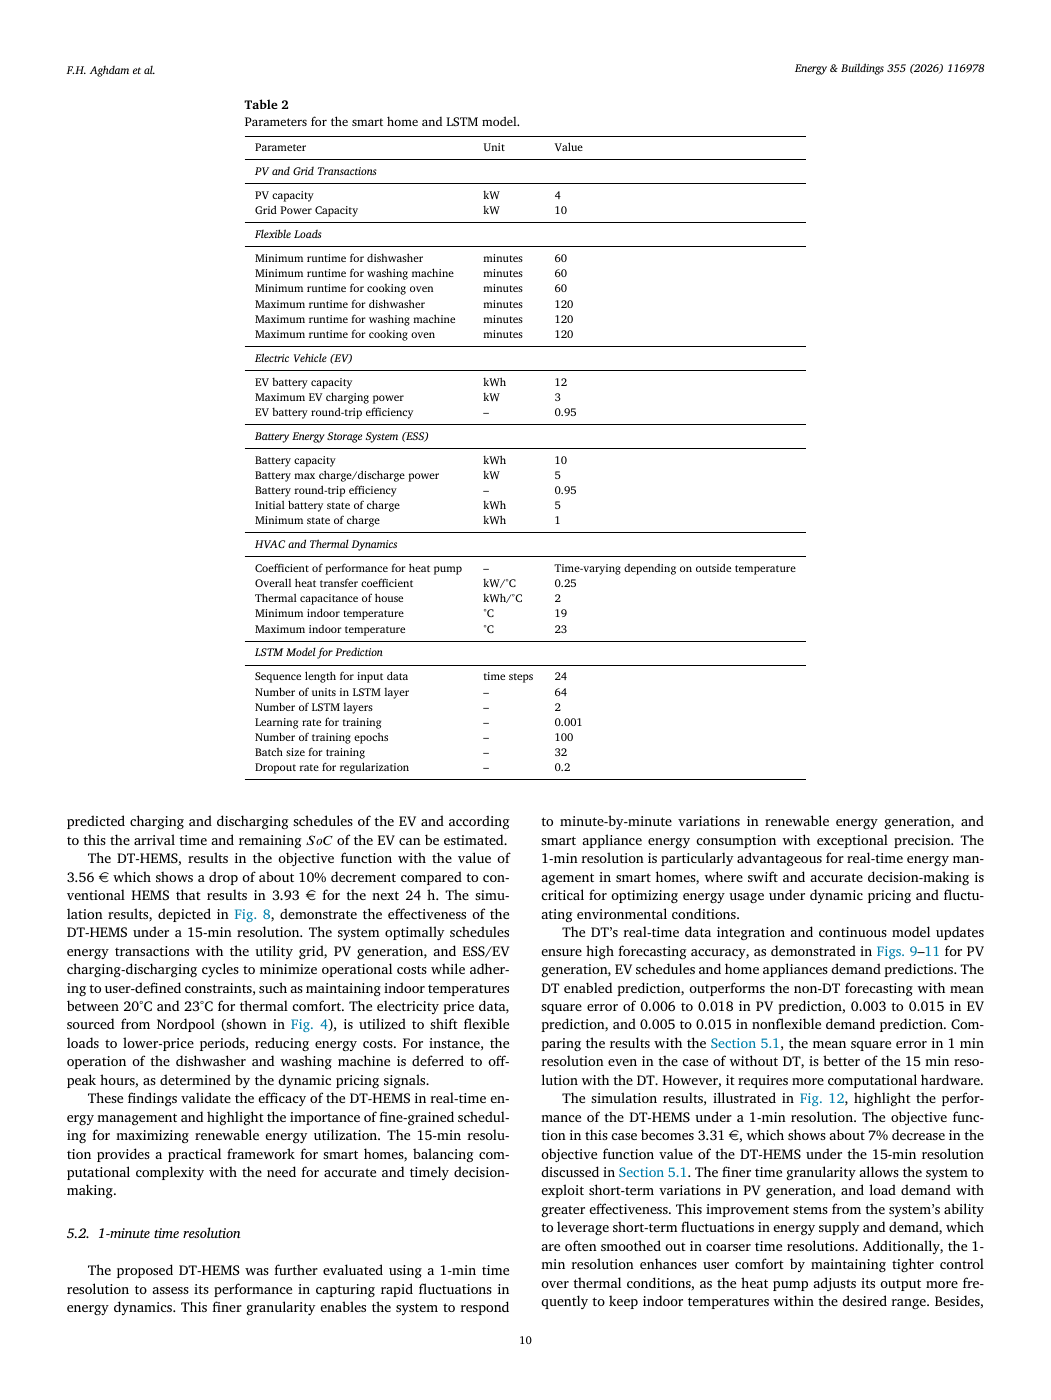 F.H. Aghdam et al.
Energy & Buildings 355 (2026) 116978
Table 2
Parameters for the smart home and LSTM model.
Parameter Unit Value
PV and Grid Transactions
PV capacity kW 4
Grid Power Capacity kW 10
Flexible Loads
Minimum runtime for dishwasher minutes 60
Minimum runtime for washing machine minutes 60
Minimum runtime for cooking oven minutes 60
Maximum runtime for dishwasher minutes 120
Maximum runtime for washing machine minutes 120
Maximum runtime for cooking oven minutes 120
Electric Vehicle (EV)
EV battery capacity kWh 12
Maximum EV charging power kW 3
EV battery round-trip efficiency – 0.95
Battery Energy Storage System (ESS)
Battery capacity kWh 10
Battery max charge/discharge power kW 5
Battery round-trip efficiency – 0.95
Initial battery state of charge kWh 5
Minimum state of charge kWh 1
HVAC and Thermal Dynamics
Coefficient of performance for heat pump – Time-varying depending on outside temperature
Overall heat transfer coefficient kW/°C 0.25
Thermal capacitance of house kWh/°C 2
Minimum indoor temperature °C 19
Maximum indoor temperature °C 23
LSTM Model for Prediction
Sequence length for input data time steps 24
Number of units in LSTM layer – 64
Number of LSTM layers – 2
Learning rate for training – 0.001
Number of training epochs – 100
Batch size for training – 32
Dropout rate for regularization – 0.2
predicted charging and discharging schedules of the EV and according
to this the arrival time and remaining SoC of the EV can be estimated.
The DT-HEMS, results in the objective function with the value of
3.56 € which shows a drop of about 10% decrement compared to con-
ventional HEMS that results in 3.93 € for the next 24 h. The simu-
lation results, depicted in Fig. 8, demonstrate the effectiveness of the
DT-HEMS under a 15-min resolution. The system optimally schedules
energy transactions with the utility grid, PV generation, and ESS/EV
charging-discharging cycles to minimize operational costs while adher-
ing to user-defined constraints, such as maintaining indoor temperatures
between 20°C and 23°C for thermal comfort. The electricity price data,
sourced from Nordpool (shown in Fig. 4), is utilized to shift flexible
loads to lower-price periods, reducing energy costs. For instance, the
operation of the dishwasher and washing machine is deferred to off-
peak hours, as determined by the dynamic pricing signals.
These findings validate the efficacy of the DT-HEMS in real-time en-
ergy management and highlight the importance of fine-grained schedul-
ing for maximizing renewable energy utilization. The 15-min resolu-
tion provides a practical framework for smart homes, balancing com-
putational complexity with the need for accurate and timely decision-
making.
5.2. 1-minute time resolution
The proposed DT-HEMS was further evaluated using a 1-min time
resolution to assess its performance in capturing rapid fluctuations in
energy dynamics. This finer granularity enables the system to respond
to minute-by-minute variations in renewable energy generation, and
smart appliance energy consumption with exceptional precision. The
1-min resolution is particularly advantageous for real-time energy man-
agement in smart homes, where swift and accurate decision-making is
critical for optimizing energy usage under dynamic pricing and fluctu-
ating environmental conditions.
The DT's real-time data integration and continuous model updates
ensure high forecasting accuracy, as demonstrated in Figs. 9–11 for PV
generation, EV schedules and home appliances demand predictions. The
DT enabled prediction, outperforms the non-DT forecasting with mean
square error of 0.006 to 0.018 in PV prediction, 0.003 to 0.015 in EV
prediction, and 0.005 to 0.015 in nonflexible demand prediction. Com-
paring the results with the Section 5.1, the mean square error in 1 min
resolution even in the case of without DT, is better of the 15 min reso-
lution with the DT. However, it requires more computational hardware.
The simulation results, illustrated in Fig. 12, highlight the perfor-
mance of the DT-HEMS under a 1-min resolution. The objective func-
tion in this case becomes 3.31 €, which shows about 7% decrease in the
objective function value of the DT-HEMS under the 15-min resolution
discussed in Section 5.1. The finer time granularity allows the system to
exploit short-term variations in PV generation, and load demand with
greater effectiveness. This improvement stems from the system's ability
to leverage short-term fluctuations in energy supply and demand, which
are often smoothed out in coarser time resolutions. Additionally, the 1-
min resolution enhances user comfort by maintaining tighter control
over thermal conditions, as the heat pump adjusts its output more fre-
quently to keep indoor temperatures within the desired range. Besides,
10